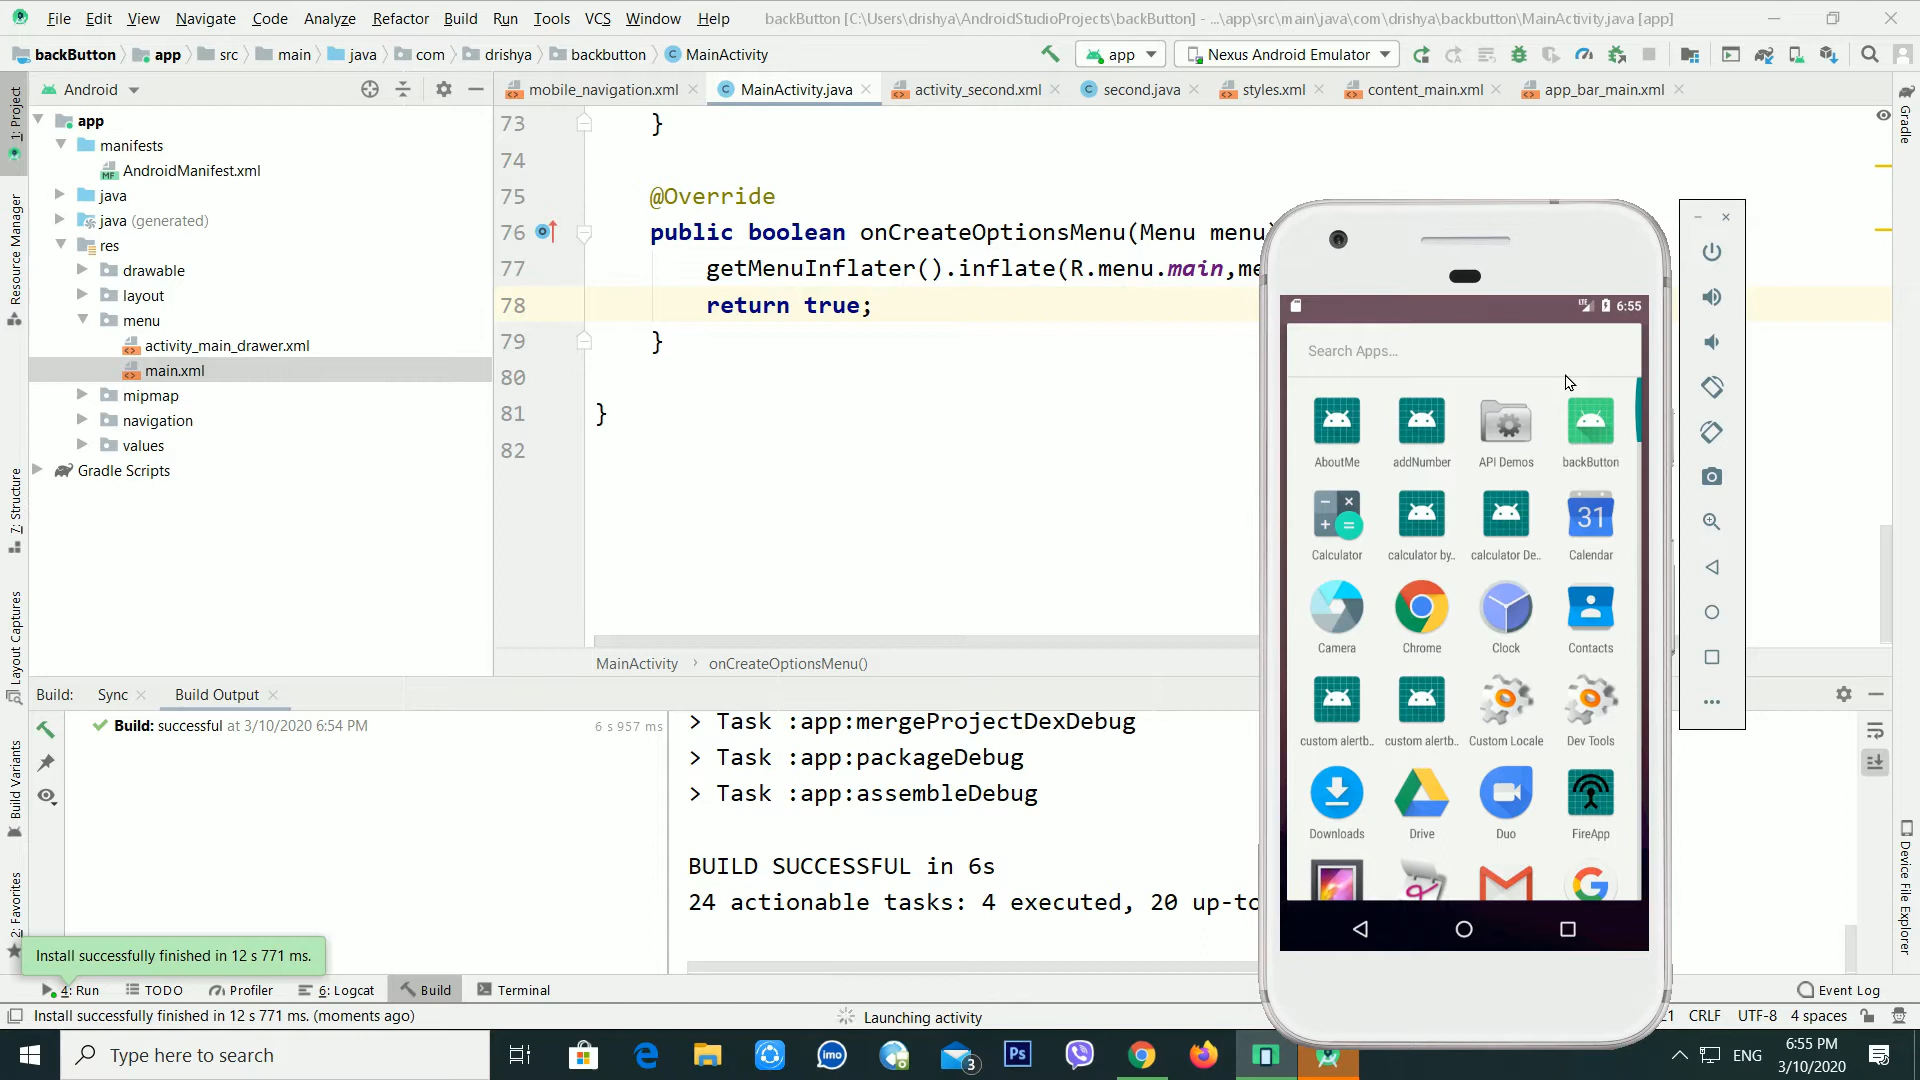 File Edit View Navigate Code Analyze Refactor Build Run Tools VCS Window Help backButton [C:\Users\drishya\AndroidStudioProjects\backButton] - ...\app\src\main\java\com\drishya\backbutton\MainActivity.java [app]
backButton app src main java com drishya backbutton MainActivity app Nexus Android Emulator
Android mobile_navigation.xml MainActivity.java activity_second.xml second.java styles.xml content_main.xml app_bar_main.xml
app
manifests
AndroidManifest.xml
java
java (generated)
res
drawable
layout
menu
activity_main_drawer.xml
main.xml
mipmap
navigation
values
Gradle Scripts
1: Project
Resource Manager
7: Structure
Layout Captures
Build Variants
2: Favorites
73 }
74
75 @Override
76 public boolean onCreateOptionsMenu(Menu menu)
77 getMenuInflater().inflate(R.menu.main,me
78 return true;
79 }
80
81 }
82
MainActivity onCreateOptionsMenu()
Gradle
Device File Explorer
6:55
Search Apps...
AboutMe addNumber API Demos backButton
31
Calculator calculator by.. calculator De.. Calendar
Camera Chrome Clock Contacts
custom alertb.. custom alertb.. Custom Locale Dev Tools
Downloads Drive Duo FireApp
Build: Sync Build Output
Build: successful at 3/10/2020 6:54 PM 6 s 957 ms
> Task :app:mergeProjectDexDebug
> Task :app:packageDebug
> Task :app:assembleDebug
BUILD SUCCESSFUL in 6s
24 actionable tasks: 4 executed, 20 up-to
Install successfully finished in 12 s 771 ms.
4: Run TODO Profiler 6: Logcat Build Terminal Event Log
Install successfully finished in 12 s 771 ms. (moments ago) Launching activity CRLF UTF-8 4 spaces
Type here to search imo 3 Ps ENG 6:55 PM
3/10/2020